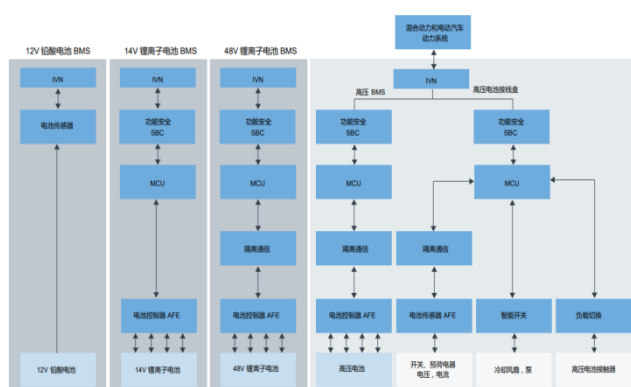 混合动力和电动汽车
动力系统
12V 铅酸电池 BMS
14V 锂离子电池 BMS
48V 锂离子电池 BMS
IVN
IVN
IVN
IVN
高压 BMS
高压电池接线盒
电池传感器
功能安全
SBC
功能安全
SBC
功能安全
SBC
功能安全
SBC
MCU
MCU
MCU
MCU
隔离通信
隔离通信
隔离通信
电池控制器 AFE
电池控制器 AFE
电池控制器 AFE
电池传感器 AFE
智能开关
负载切换
12V 铅酸电池
14V 锂离子电池
48V 锂离子电池
高压电池
开关、预荷电器
电压，电流
冷却风扇，泵
高压电池接触器